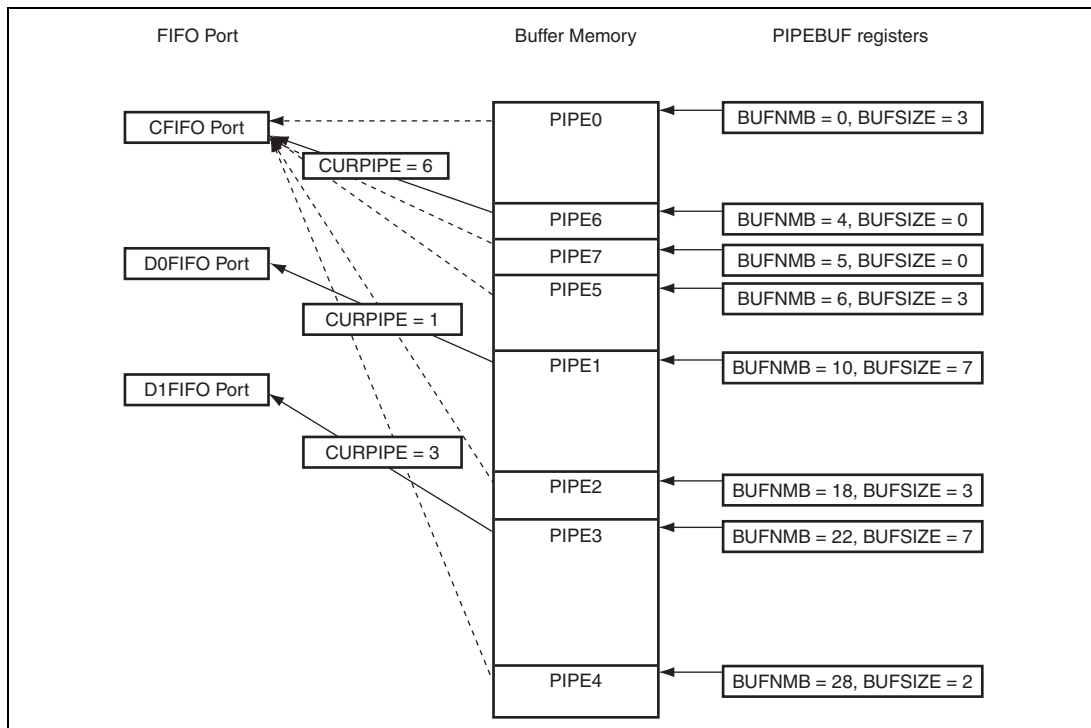 FIFO Port
Buffer Memory
PIPEBUF registers
CFIFO Port
CURPIPE = 6
D0FIFO Port
CURPIPE = 1
D1FIFO Port
CURPIPE = 3
PIPE0
PIPE6
PIPE7
PIPE5
PIPE1
PIPE2
PIPE3
PIPE4
BUFNMB = 0, BUFSIZE = 3
BUFNMB = 4, BUFSIZE = 0
BUFNMB = 5, BUFSIZE = 0
BUFNMB = 6, BUFSIZE = 3
BUFNMB = 10, BUFSIZE = 7
BUFNMB = 18, BUFSIZE = 3
BUFNMB = 22, BUFSIZE = 7
BUFNMB = 28, BUFSIZE = 2